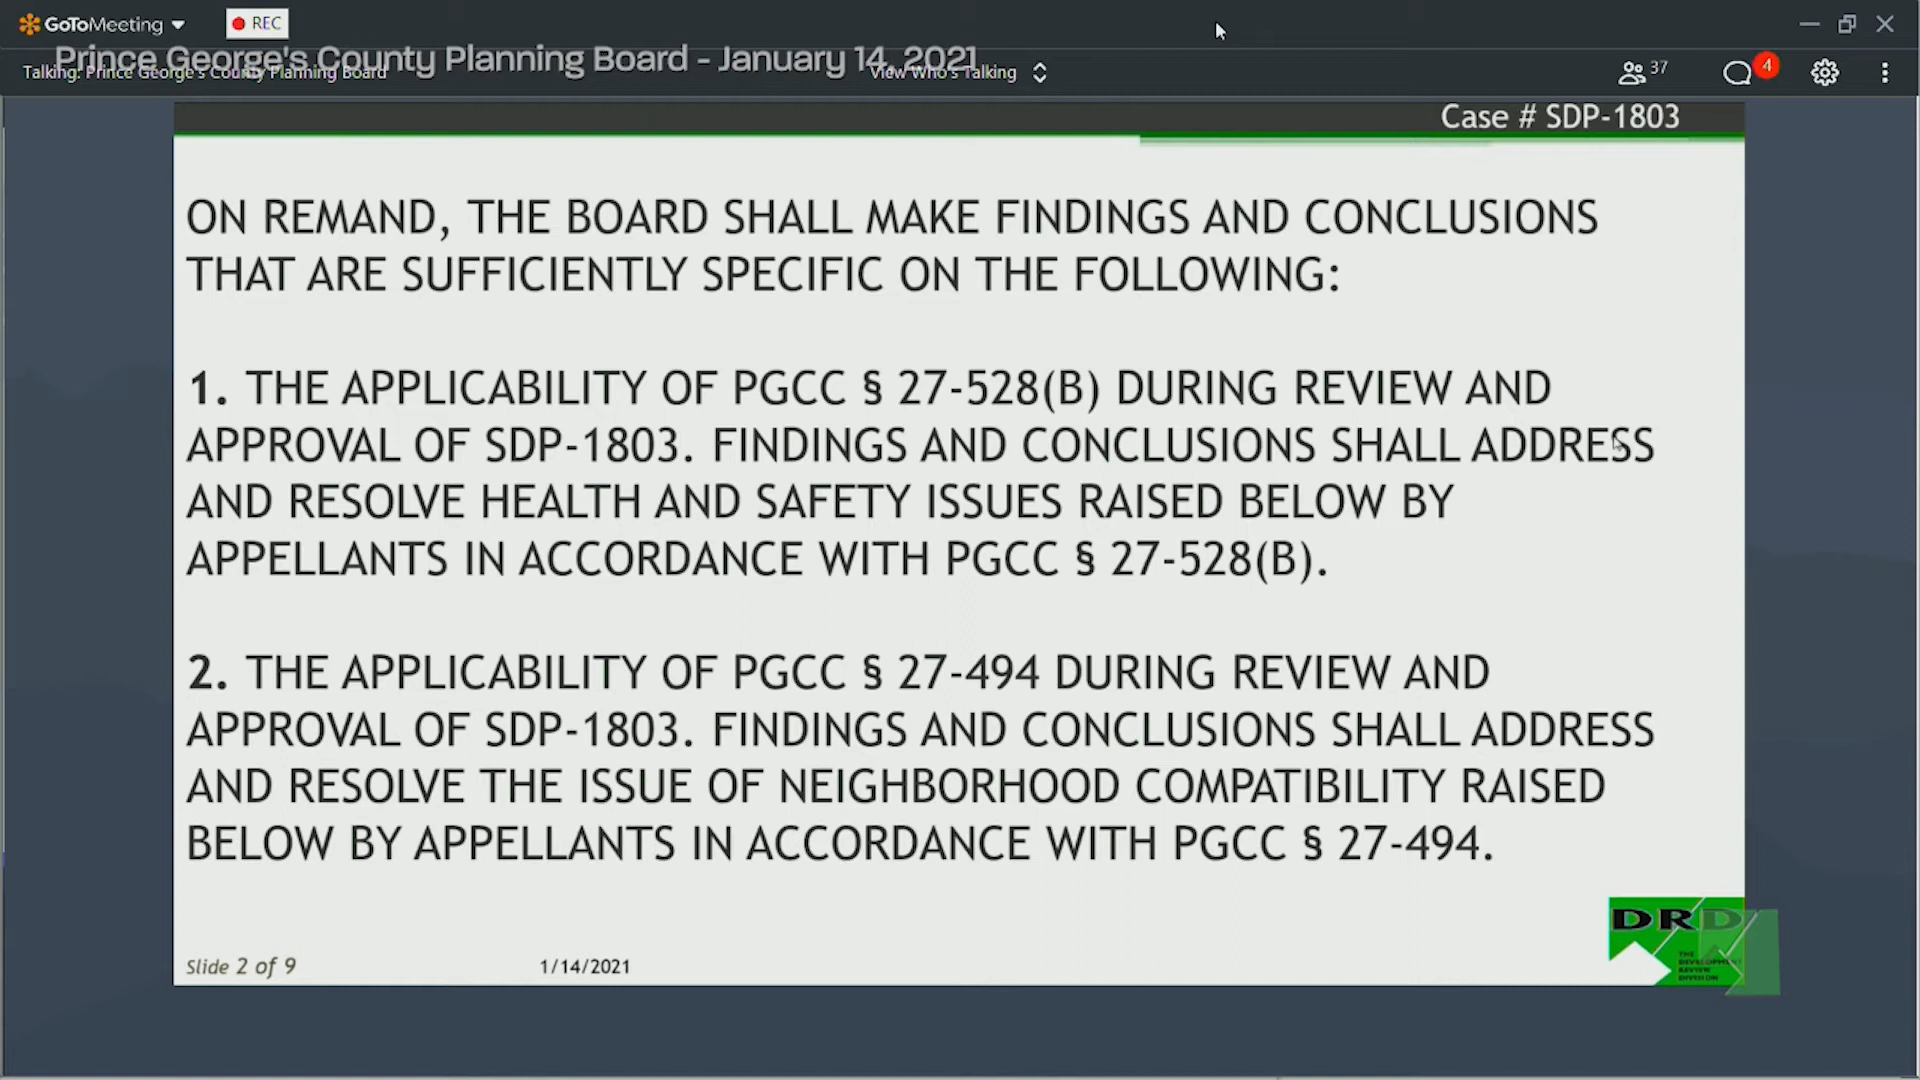 GoToMeeting
REC
Prince George's County Planning Board - January 14, 2021
Talking: Prince George's County Planning Board
View Who's Talking
37
4
Case # SDP-1803
ON REMAND, THE BOARD SHALL MAKE FINDINGS AND CONCLUSIONS
THAT ARE SUFFICIENTLY SPECIFIC ON THE FOLLOWING:
1. THE APPLICABILITY OF PGCC § 27-528(B) DURING REVIEW AND
APPROVAL OF SDP-1803. FINDINGS AND CONCLUSIONS SHALL ADDRESS
AND RESOLVE HEALTH AND SAFETY ISSUES RAISED BELOW BY
APPELLANTS IN ACCORDANCE WITH PGCC § 27-528(B).
2. THE APPLICABILITY OF PGCC § 27-494 DURING REVIEW AND
APPROVAL OF SDP-1803. FINDINGS AND CONCLUSIONS SHALL ADDRESS
AND RESOLVE THE ISSUE OF NEIGHBORHOOD COMPATIBILITY RAISED
BELOW BY APPELLANTS IN ACCORDANCE WITH PGCC § 27-494.
DRD
THE
DEVELOPMENT
REVIEW
DIVISION
Slide 2 of 9
1/14/2021